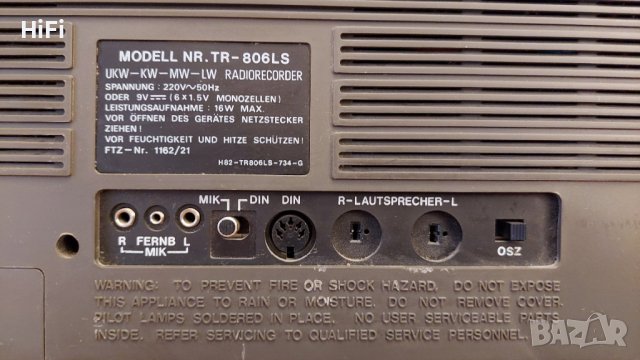 HiFi
MODELL NR. TR-806LS
UKW-KW-MW-LW RADIORECORDER
SPANNUNG: 220V~50Hz
ODER 9V⎓(6×1.5V MONOZELLEN)
LEISTUNGSAUFNAHME: 16W MAX.
VOR ÖFFNEN DES GERÄTES NETZSTECKER
ZIEHEN!
VOR FEUCHTIGKEIT UND HITZE SCHÜTZEN!
FTZ-Nr. 1162/21
H82-TR806LS-734-G
MIK DIN DIN R-LAUTSPRECHER-L
R FERNB L
MIK
OSZ
WARNING: TO PREVENT FIRE OR SHOCK HAZARD, DO NOT EXPOSE
THIS APPLIANCE TO RAIN OR MOISTURE. DO NOT REMOVE COVER.
PILOT LAMPS SOLDERED IN PLACE. NO USER SERVICEABLE PARTS
INSIDE. REFER SERVICING TO QUALIFIED SERVICE PERSONNEL.
BAZAR
bazar.bg